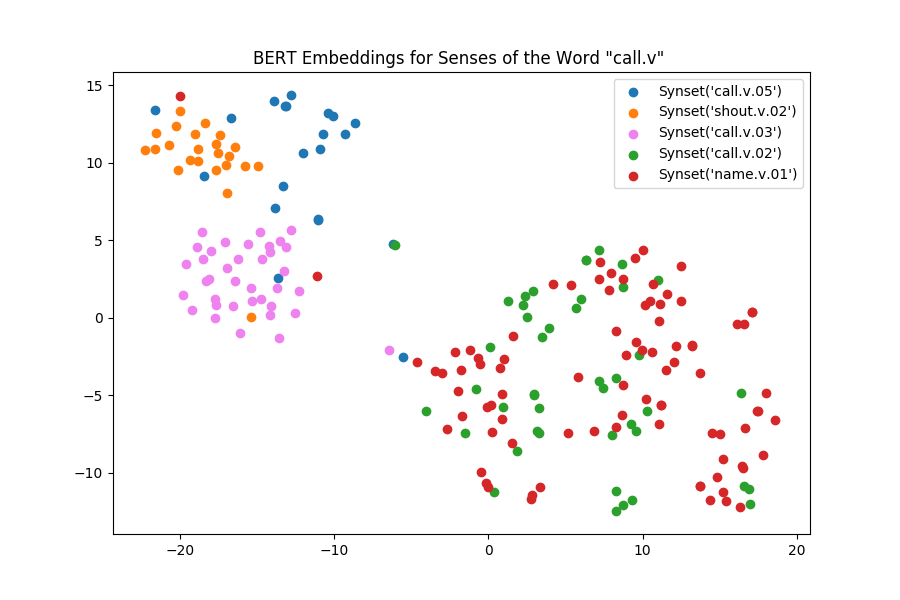 BERT Embeddings for Senses of the Word "call.v"
15
10
5
0
−5
−10
Synset('call.v.05')
Synset('shout.v.02')
Synset('call.v.03')
Synset('call.v.02')
Synset('name.v.01')
−20
−10
0
10
20